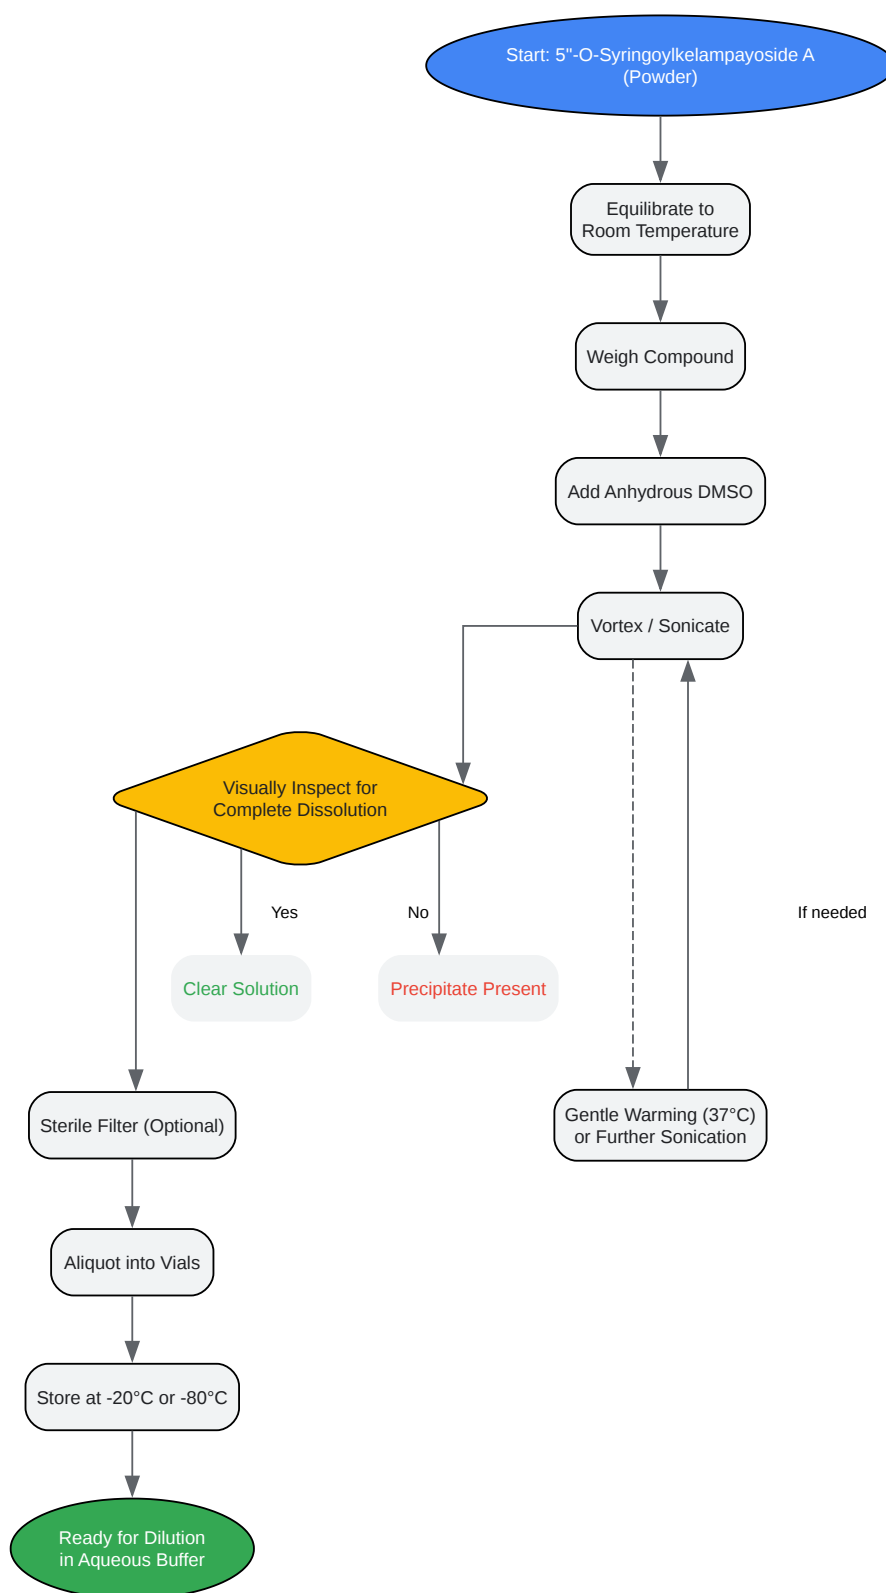 Start: 5''-O-Syringoylkelampayoside A
(Powder)
Equilibrate to
Room Temperature
Weigh Compound
Add Anhydrous DMSO
Vortex / Sonicate
Visually Inspect for
Complete Dissolution
Yes
No
If needed
Clear Solution
Precipitate Present
Sterile Filter (Optional)
Gentle Warming (37°C)
or Further Sonication
Aliquot into Vials
Store at -20°C or -80°C
Ready for Dilution
in Aqueous Buffer